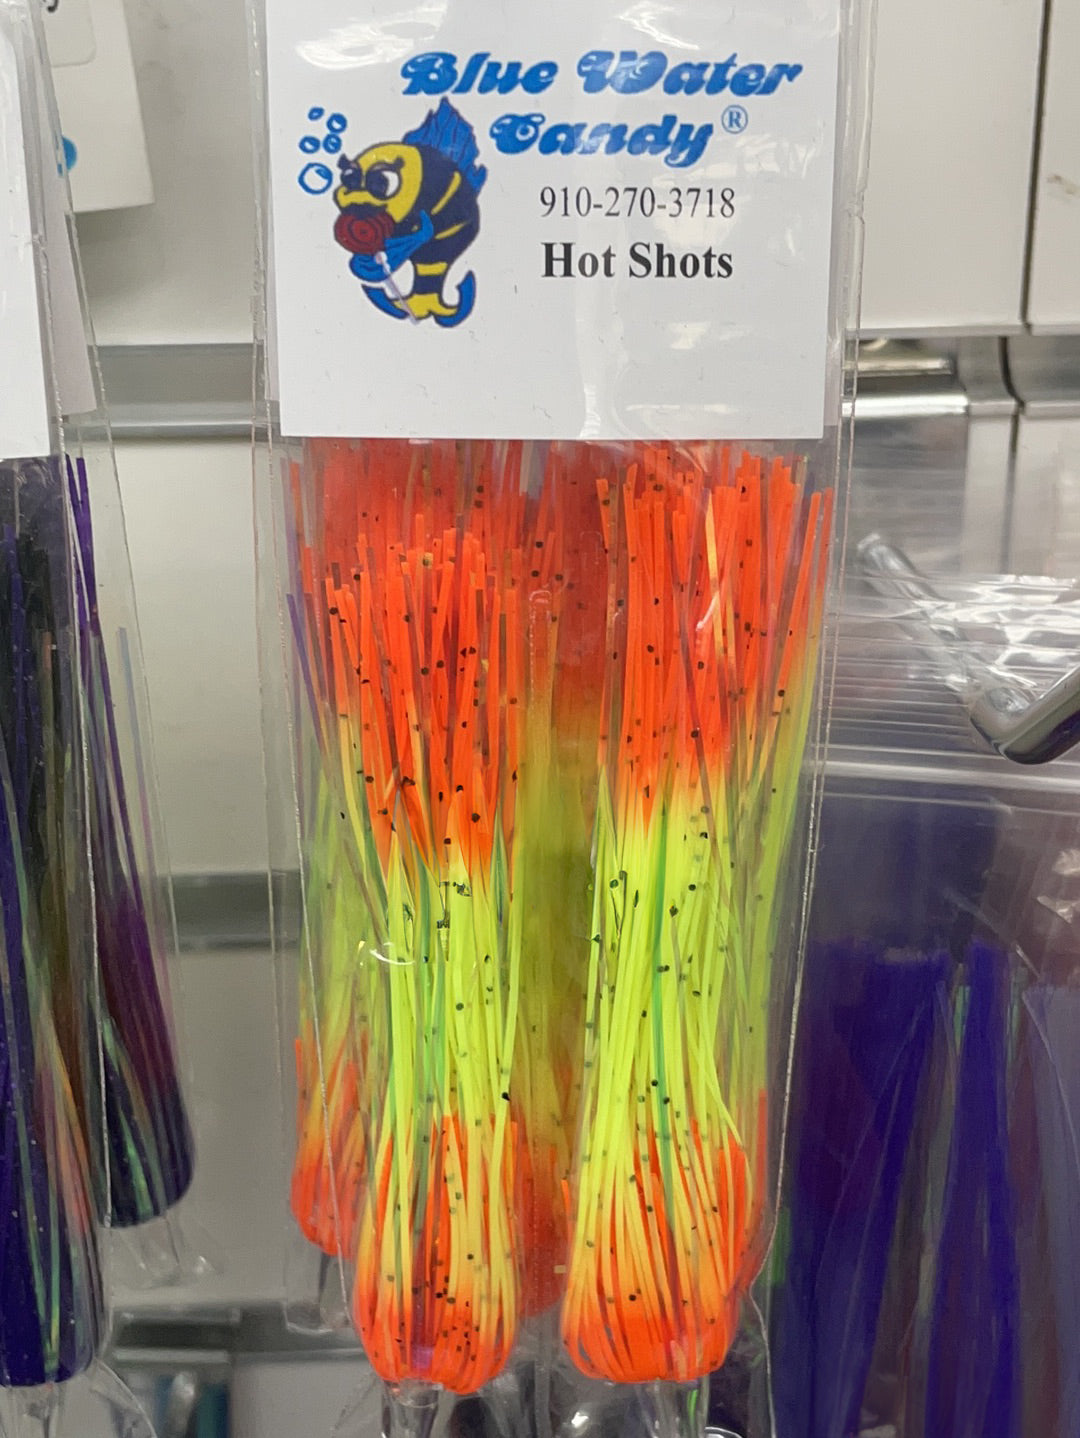 Blue Water
Candy®
910-270-3718
Hot Shots